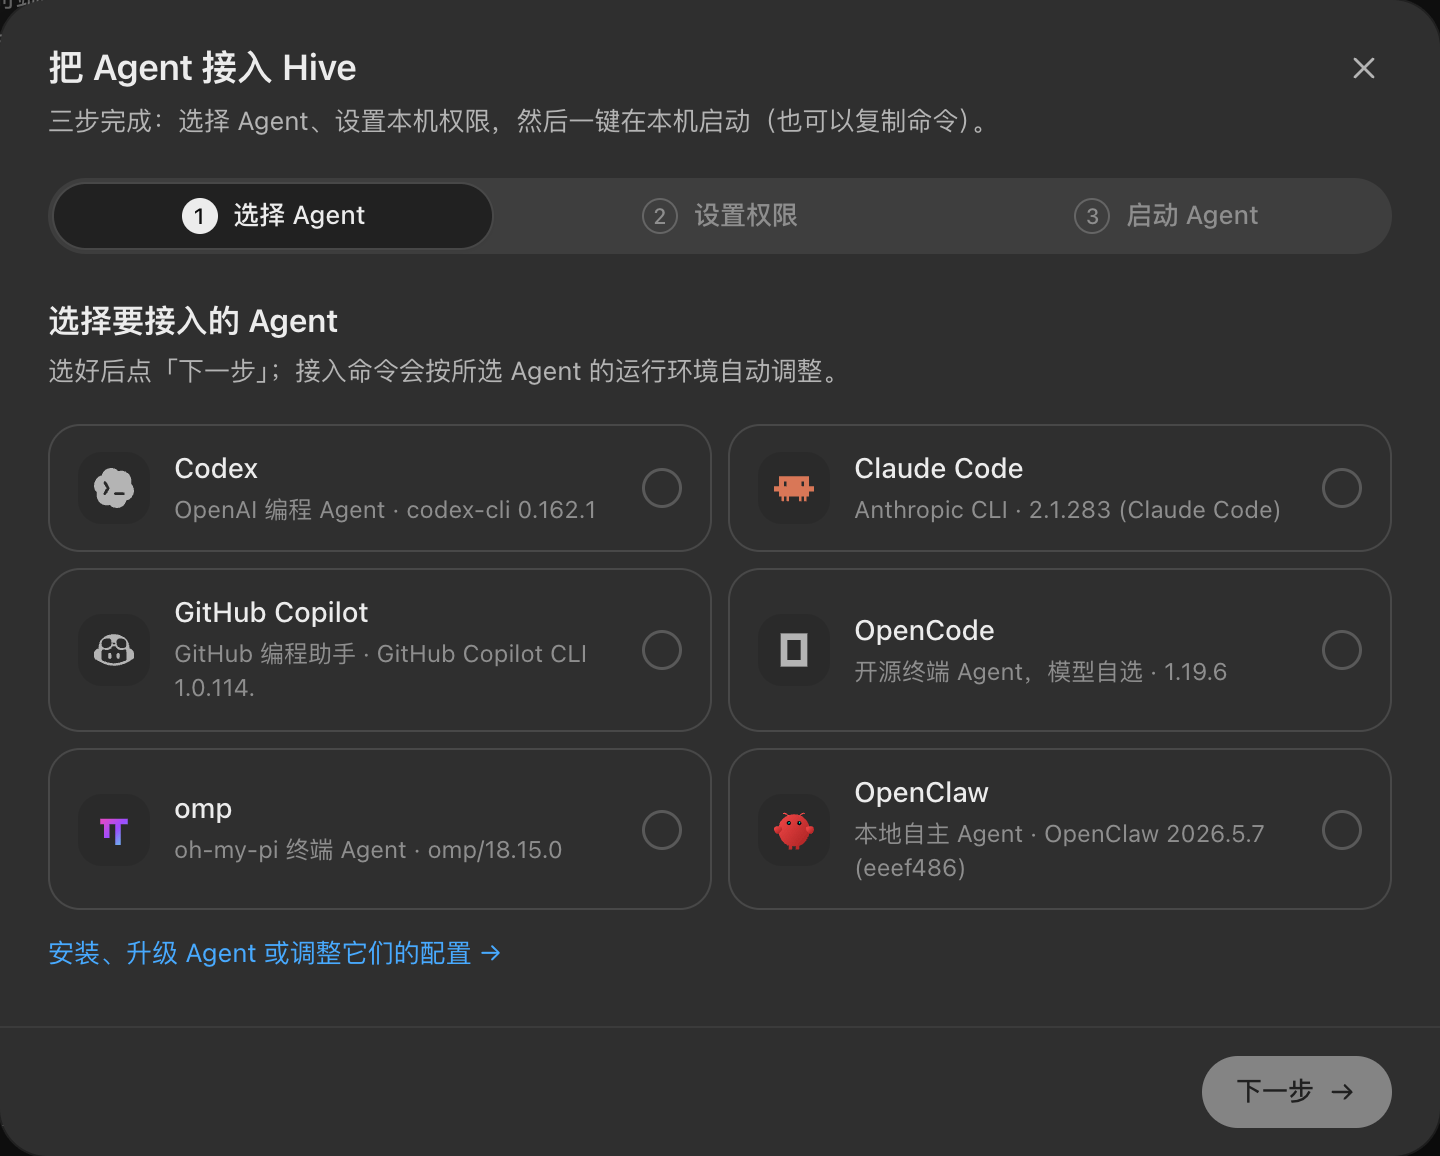 把 Agent 接入 Hive
三步完成：选择 Agent、设置本机权限，然后一键在本机启动（也可以复制命令）。
1 选择 Agent
2 设置权限
3 启动 Agent
选择要接入的 Agent
选好后点「下一步」；接入命令会按所选 Agent 的运行环境自动调整。
Codex
OpenAI 编程 Agent · codex-cli 0.162.1
Claude Code
Anthropic CLI · 2.1.283 (Claude Code)
GitHub Copilot
GitHub 编程助手 · GitHub Copilot CLI
1.0.114.
OpenCode
开源终端 Agent，模型自选 · 1.19.6
omp
oh-my-pi 终端 Agent · omp/18.15.0
OpenClaw
本地自主 Agent · OpenClaw 2026.5.7
(eeef486)
安装、升级 Agent 或调整它们的配置 →
下一步 →